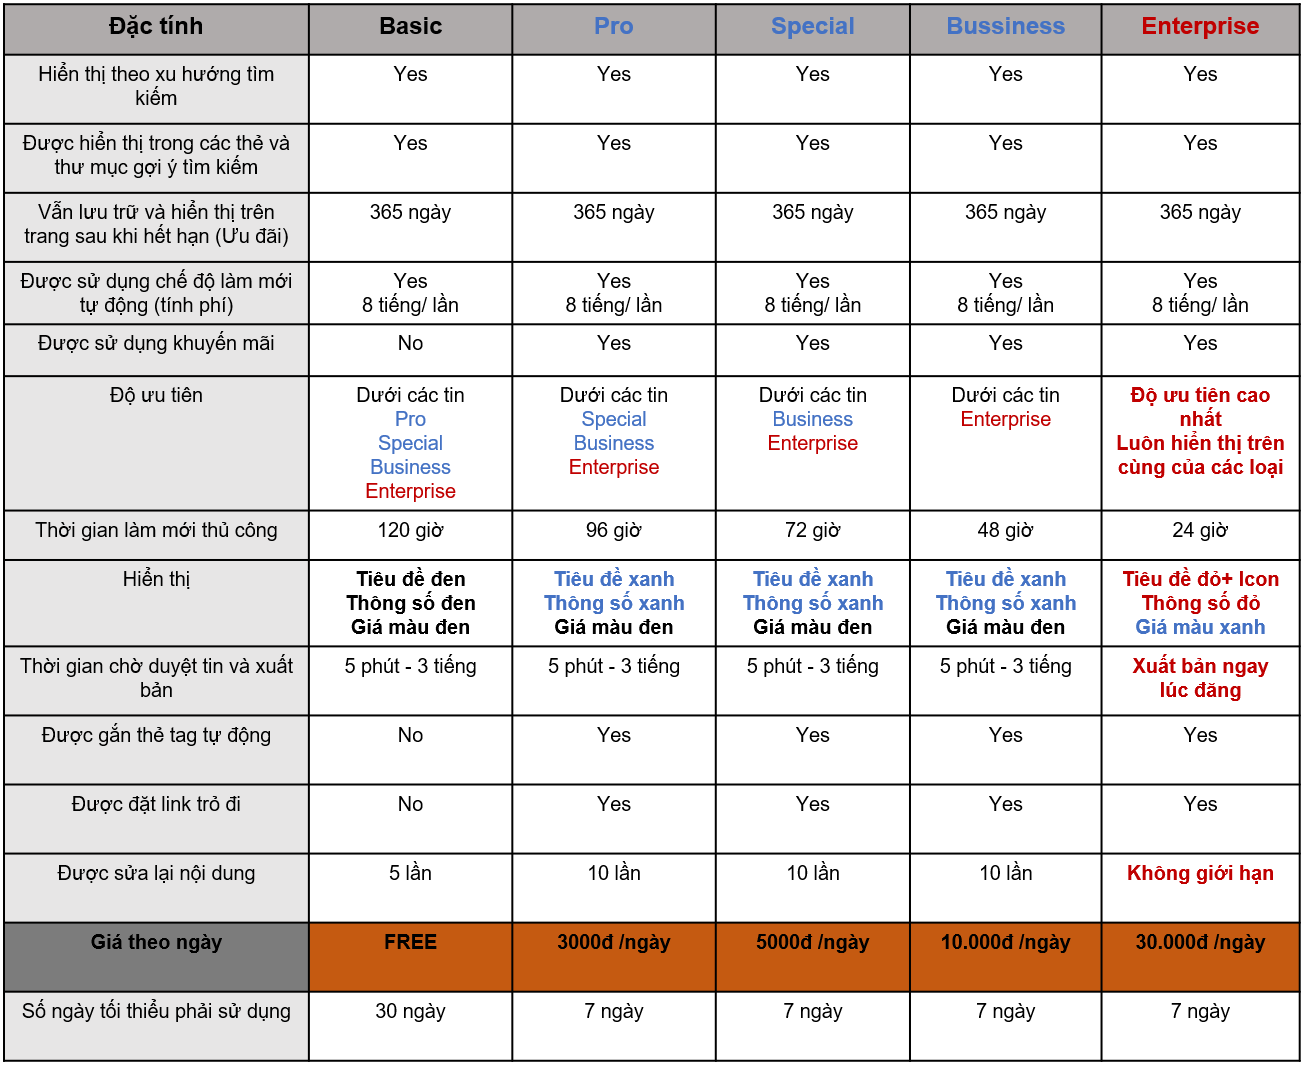 Đặc tính Basic Pro Special Bussiness Enterprise
Hiển thị theo xu hướng tìm kiếm Yes Yes Yes Yes Yes
Được hiển thị trong các thẻ và thư mục gợi ý tìm kiếm Yes Yes Yes Yes Yes
Vẫn lưu trữ và hiển thị trên trang sau khi hết hạn (Ưu đãi) 365 ngày 365 ngày 365 ngày 365 ngày 365 ngày
Được sử dụng chế độ làm mới tự động (tính phí)
Yes
8 tiếng/ lần
Yes
8 tiếng/ lần
Yes
8 tiếng/ lần
Yes
8 tiếng/ lần
Yes
8 tiếng/ lần
Được sử dụng khuyến mãi No Yes Yes Yes Yes
Độ ưu tiên
Dưới các tin
Pro
Special
Business
Enterprise
Dưới các tin
Special
Business
Enterprise
Dưới các tin
Business
Enterprise
Dưới các tin
Enterprise
Độ ưu tiên cao
nhất
Luôn hiển thị trên
cùng của các loại
Thời gian làm mới thủ công 120 giờ 96 giờ 72 giờ 48 giờ 24 giờ
Hiển thị
Tiêu đề đen
Thông số đen
Giá màu đen
Tiêu đề xanh
Thông số xanh
Giá màu đen
Tiêu đề xanh
Thông số xanh
Giá màu đen
Tiêu đề xanh
Thông số xanh
Giá màu đen
Tiêu đề đỏ+ Icon
Thông số đỏ
Giá màu xanh
Thời gian chờ duyệt tin và xuất bản 5 phút - 3 tiếng 5 phút - 3 tiếng 5 phút - 3 tiếng 5 phút - 3 tiếng Xuất bản ngay lúc đăng
Được gắn thẻ tag tự động No Yes Yes Yes Yes
Được đặt link trỏ đi No Yes Yes Yes Yes
Được sửa lại nội dung 5 lần 10 lần 10 lần 10 lần Không giới hạn
Giá theo ngày FREE 3000đ /ngày 5000đ /ngày 10.000đ /ngày 30.000đ /ngày
Số ngày tối thiểu phải sử dụng 30 ngày 7 ngày 7 ngày 7 ngày 7 ngày